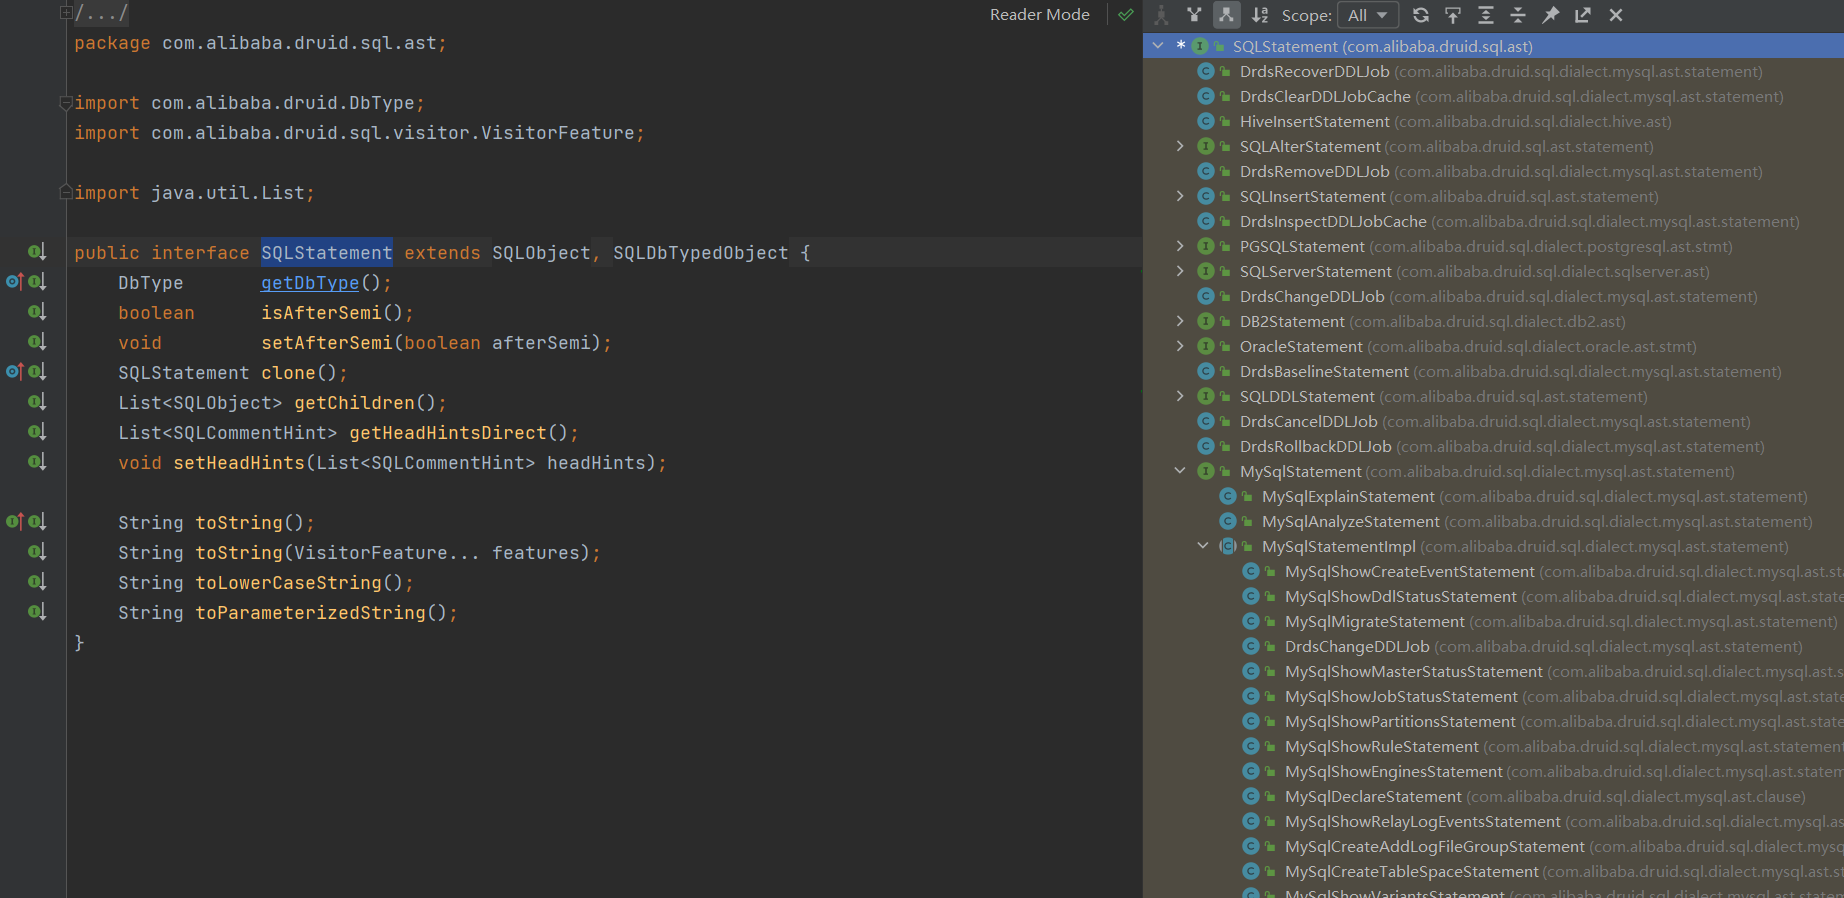 /.../
package com.alibaba.druid.sql.ast;
import com.alibaba.druid.DbType;
import com.alibaba.druid.sql.visitor.VisitorFeature;
import java.util.List;
public interface SQLStatement extends SQLObject, SQLDbTypedObject {
DbType getDbType();
boolean isAfterSemi();
void setAfterSemi(boolean afterSemi);
SQLStatement clone();
List<SQLObject> getChildren();
List<SQLCommentHint> getHeadHintsDirect();
void setHeadHints(List<SQLCommentHint> headHints);
String toString();
String toString(VisitorFeature... features);
String toLowerCaseString();
String toParameterizedString();
}
Reader Mode
Scope: All
* SQLStatement (com.alibaba.druid.sql.ast)
DrdsRecoverDDLJob (com.alibaba.druid.sql.dialect.mysql.ast.statement)
DrdsClearDDLJobCache (com.alibaba.druid.sql.dialect.mysql.ast.statement)
HiveInsertStatement (com.alibaba.druid.sql.dialect.hive.ast)
SQLAlterStatement (com.alibaba.druid.sql.ast.statement)
DrdsRemoveDDLJob (com.alibaba.druid.sql.dialect.mysql.ast.statement)
SQLInsertStatement (com.alibaba.druid.sql.ast.statement)
DrdsInspectDDLJobCache (com.alibaba.druid.sql.dialect.mysql.ast.statement)
PGSQLStatement (com.alibaba.druid.sql.dialect.postgresql.ast.stmt)
SQLServerStatement (com.alibaba.druid.sql.dialect.sqlserver.ast)
DrdsChangeDDLJob (com.alibaba.druid.sql.dialect.mysql.ast.statement)
DB2Statement (com.alibaba.druid.sql.dialect.db2.ast)
OracleStatement (com.alibaba.druid.sql.dialect.oracle.ast.stmt)
DrdsBaselineStatement (com.alibaba.druid.sql.dialect.mysql.ast.statement)
SQLDDLStatement (com.alibaba.druid.sql.ast.statement)
DrdsCancelDDLJob (com.alibaba.druid.sql.dialect.mysql.ast.statement)
DrdsRollbackDDLJob (com.alibaba.druid.sql.dialect.mysql.ast.statement)
MySqlStatement (com.alibaba.druid.sql.dialect.mysql.ast.statement)
MySqlExplainStatement (com.alibaba.druid.sql.dialect.mysql.ast.statement)
MySqlAnalyzeStatement (com.alibaba.druid.sql.dialect.mysql.ast.statement)
MySqlStatementImpl (com.alibaba.druid.sql.dialect.mysql.ast.statement)
MySqlShowCreateEventStatement (com.alibaba.druid.sql.dialect.mysql.ast.st
MySqlShowDdlStatusStatement (com.alibaba.druid.sql.dialect.mysql.ast.state
MySqlMigrateStatement (com.alibaba.druid.sql.dialect.mysql.ast.statement)
DrdsChangeDDLJob (com.alibaba.druid.sql.dialect.mysql.ast.statement)
MySqlShowMasterStatusStatement (com.alibaba.druid.sql.dialect.mysql.ast.s
MySqlShowJobStatusStatement (com.alibaba.druid.sql.dialect.mysql.ast.state
MySqlShowPartitionsStatement (com.alibaba.druid.sql.dialect.mysql.ast.state
MySqlShowRuleStatement (com.alibaba.druid.sql.dialect.mysql.ast.statement
MySqlShowEnginesStatement (com.alibaba.druid.sql.dialect.mysql.ast.statem
MySqlDeclareStatement (com.alibaba.druid.sql.dialect.mysql.ast.clause)
MySqlShowRelayLogEventsStatement (com.alibaba.druid.sql.dialect.mysql.as
MySqlCreateAddLogFileGroupStatement (com.alibaba.druid.sql.dialect.mysq
MySqlCreateTableSpaceStatement (com.alibaba.druid.sql.dialect.mysql.ast.st
MySqlShowVariantsStatement (com.alibaba.druid.sql.dialect.mysql.ast.statem